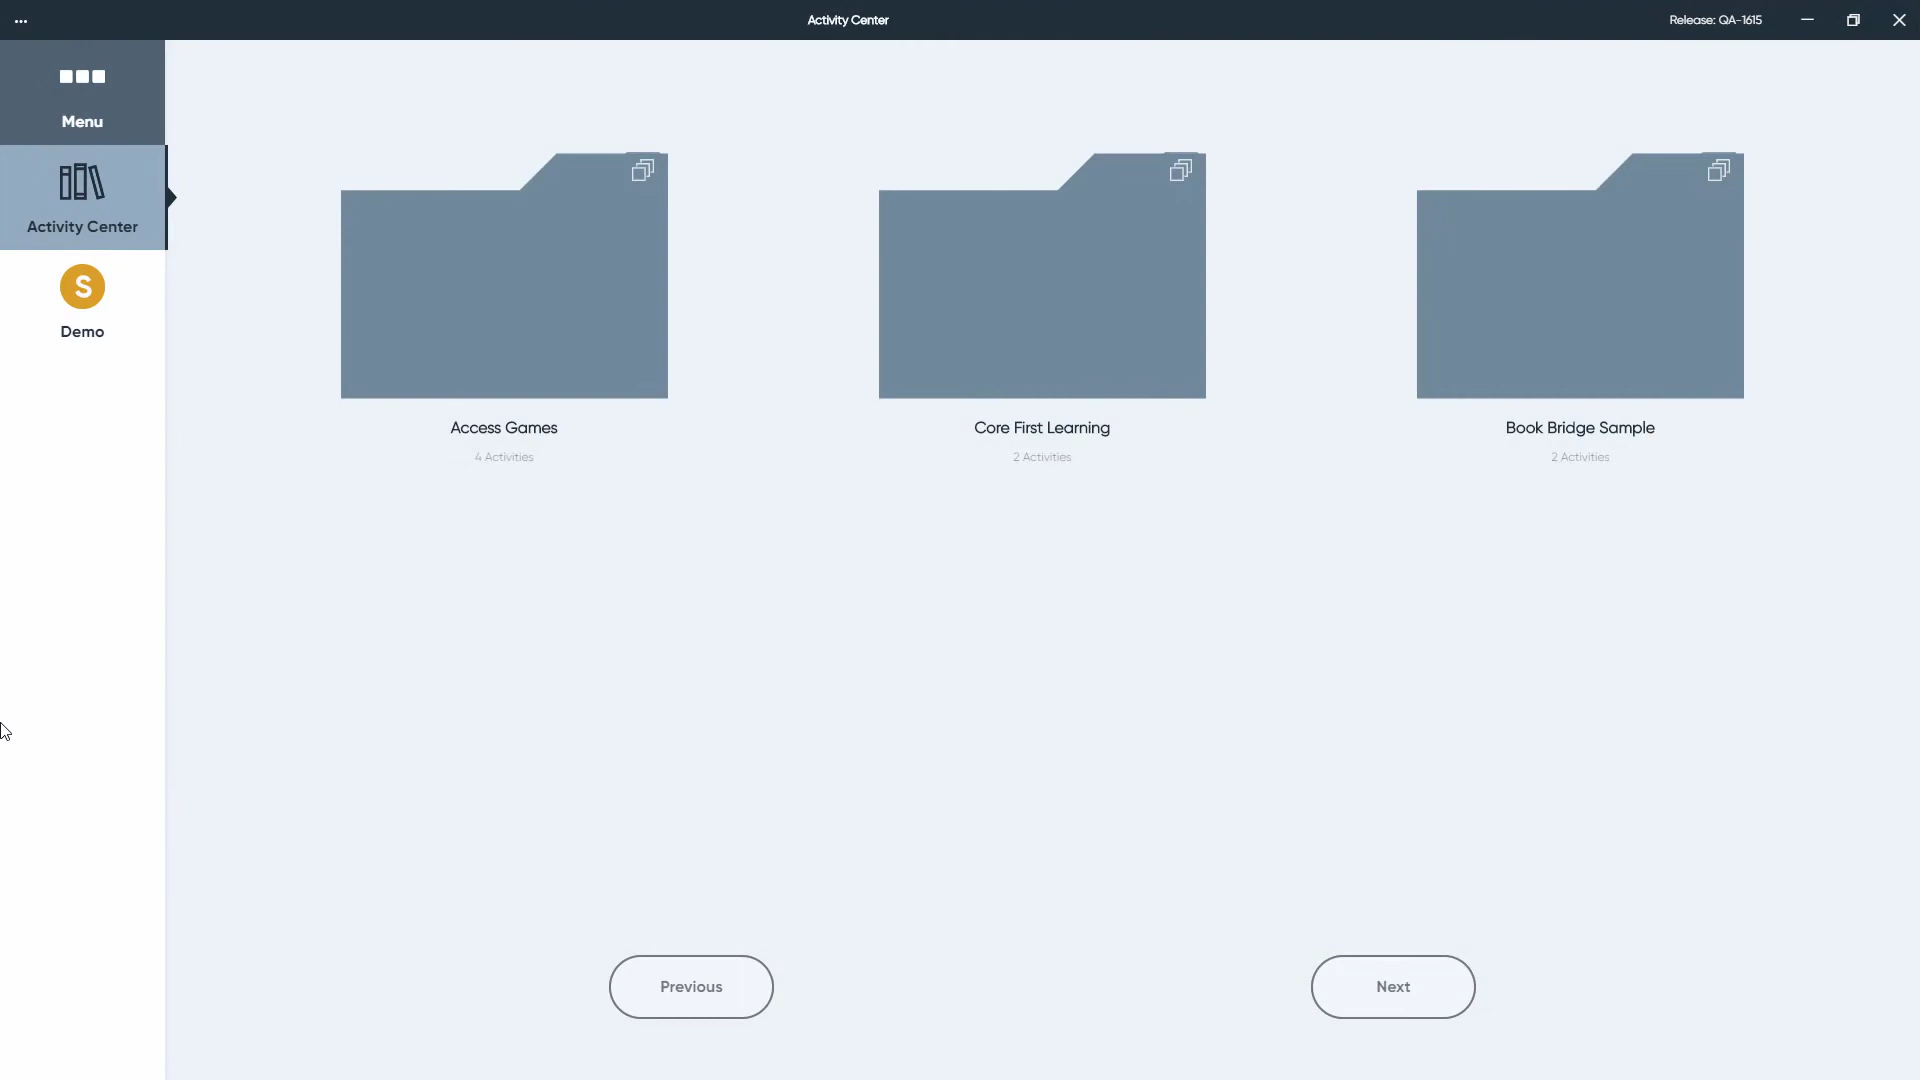 Activity Center
Release: QA-1615
Menu
Activity Center
S
Demo
Access Games
4 Activities
Core First Learning
2 Activities
Book Bridge Sample
2 Activities
Previous
Next